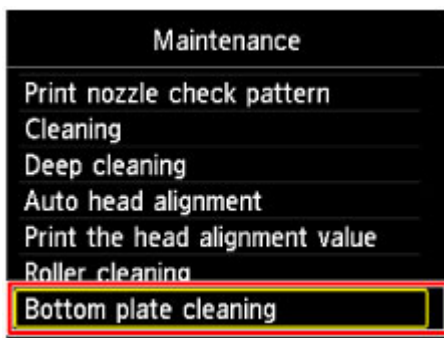 Maintenance
Print nozzle check pattern
Cleaning
Deep cleaning
Auto head alignment
Print the head alignment value
Roller cleaning
Bottom plate cleaning